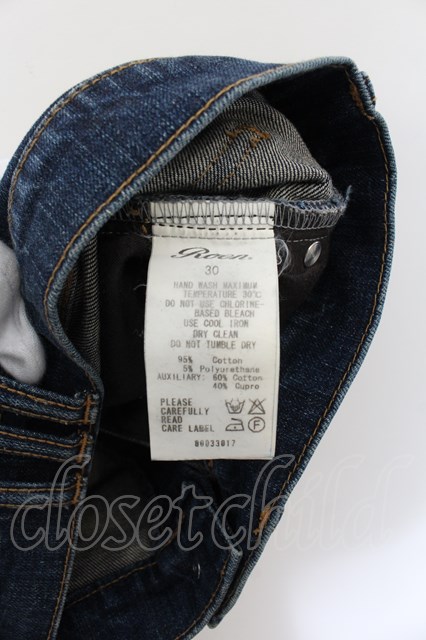 Roen
30
HAND WASH MAXIMUM
TEMPERATURE 30℃
DO NOT USE CHLORINE-
BASED BLEACH
USE COOL IRON
DRY CLEAN
DO NOT TUMBLE DRY
95% Cotton
5% Polyurethane
AUXILIARY: 60% Cotton
40% Cupro
PLEASE
CAREFULLY
READ
CARE LABEL
F
closetchild